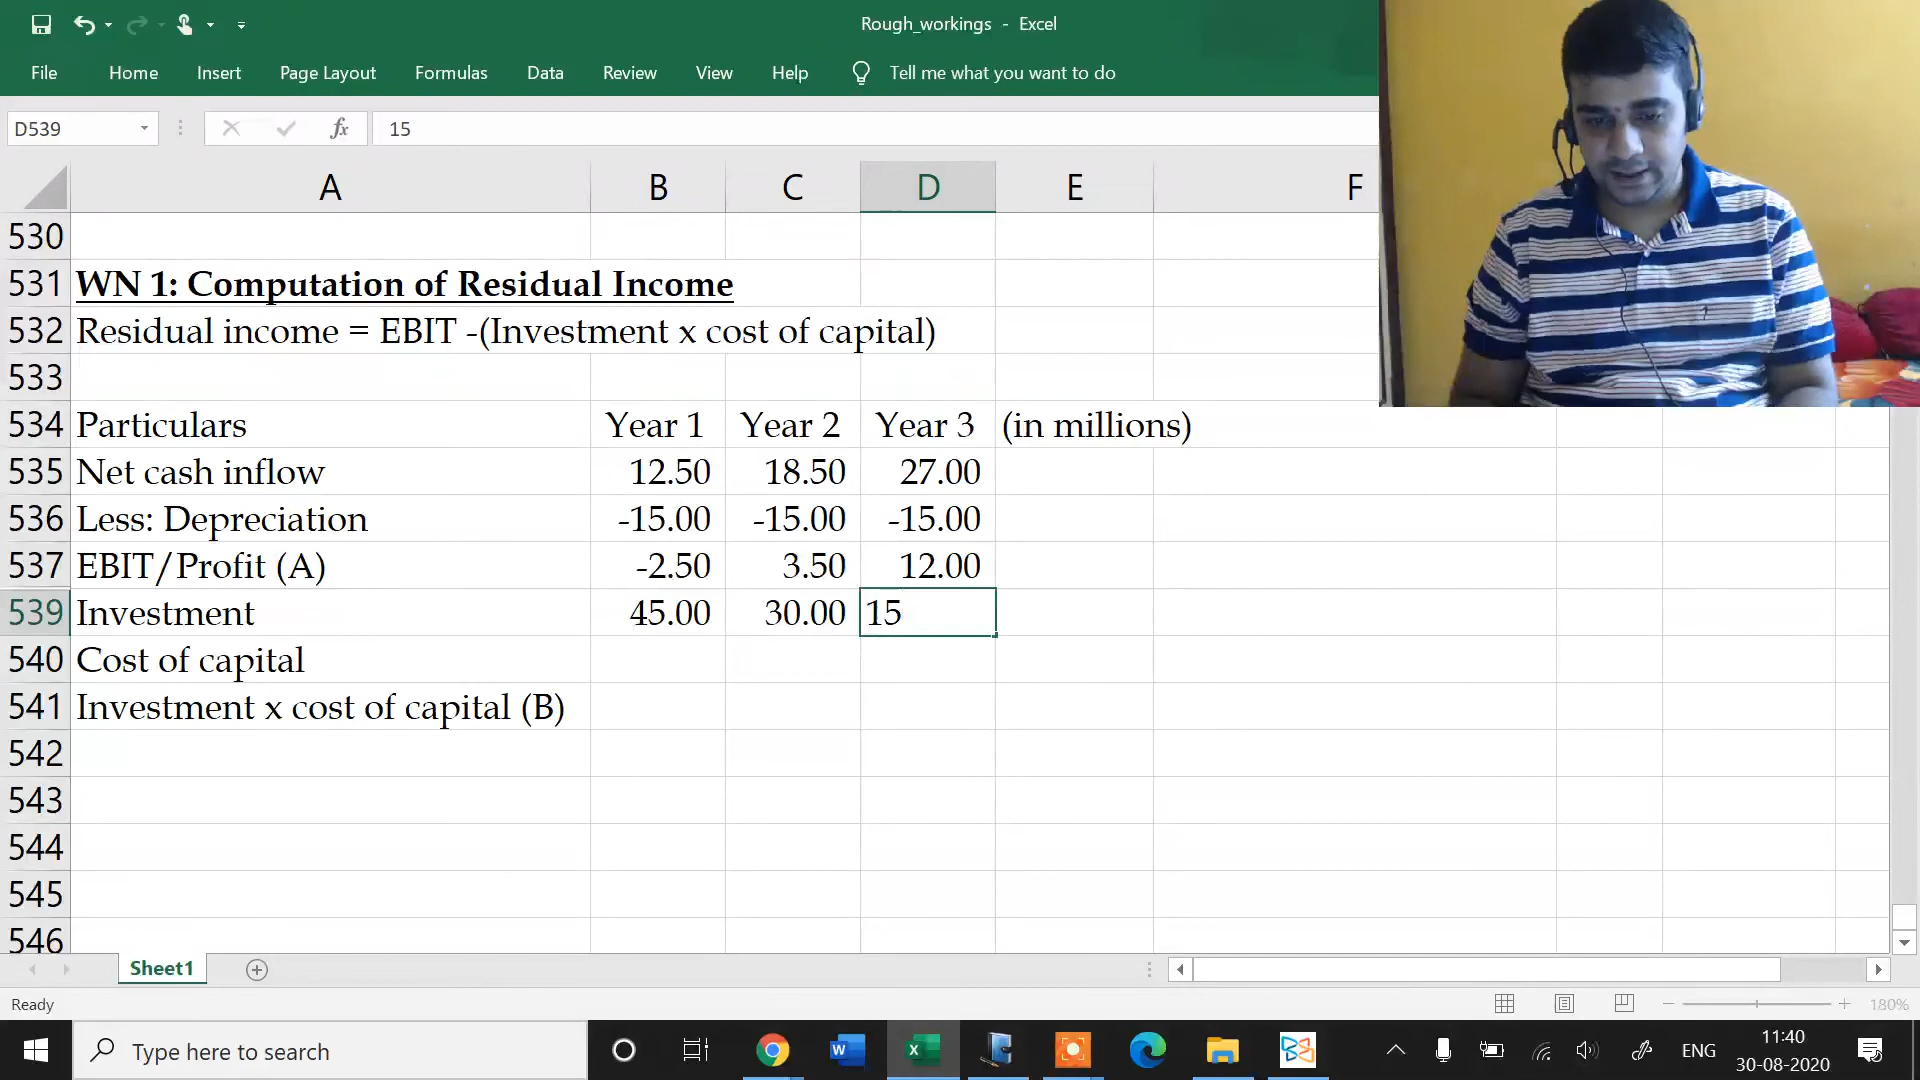 Rough_workings - Excel
File Home Insert Page Layout Formulas Data Review View Help Tell me what you want to do
D539 fx 15
A B C D E F
530
531 WN 1: Computation of Residual Income
532 Residual income = EBIT -(Investment x cost of capital)
533
534 Particulars Year 1 Year 2 Year 3 (in millions)
535 Net cash inflow 12.50 18.50 27.00
536 Less: Depreciation -15.00 -15.00 -15.00
537 EBIT/Profit (A) -2.50 3.50 12.00
539 Investment 45.00 30.00 15
540 Cost of capital
541 Investment x cost of capital (B)
542
543
544
545
546
Sheet1
Ready 180%
Type here to search ENG 11:40
30-08-2020